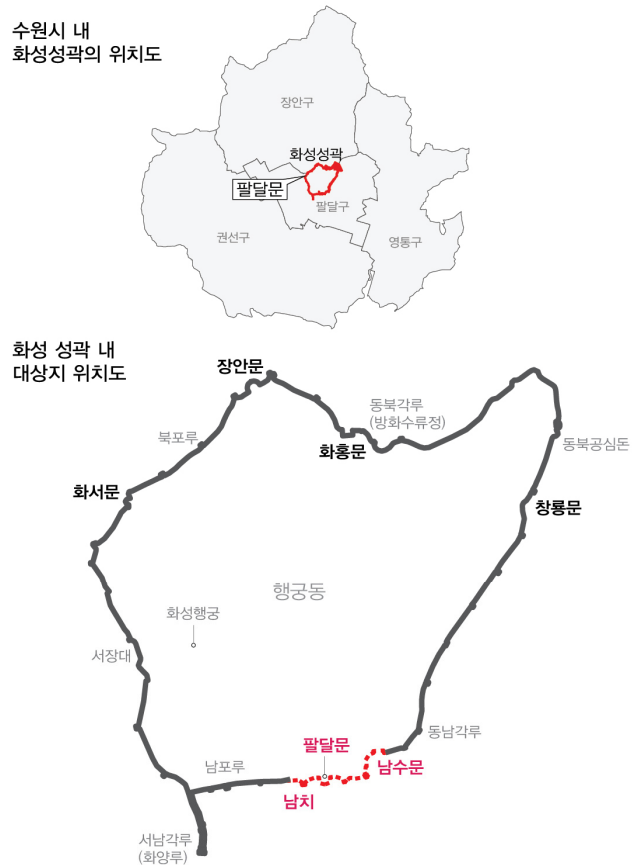 수원시 내
화성성곽의 위치도
장안구
화성성곽
팔달문
팔달구
권선구
영통구
화성 성곽 내
대상지 위치도
장안문
동북각루
(방화수류정)
북포루
화홍문
동북공심돈
화서문
창룡문
행궁동
화성행궁
서장대
동남각루
팔달문
남포루
남수문
남치
서남각루
(화양루)